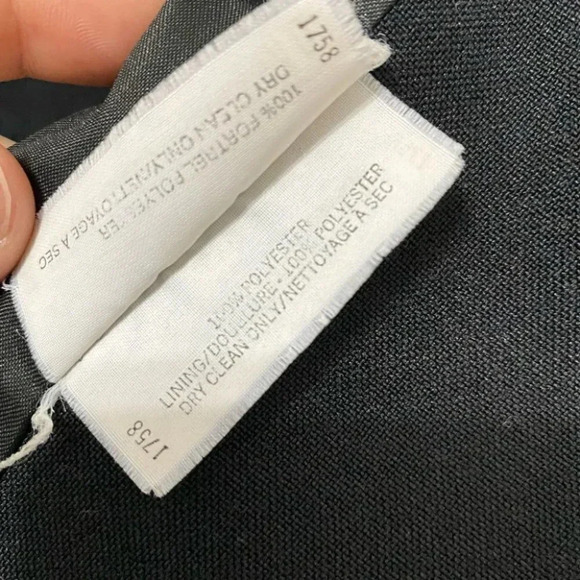 1758
100% FORTREL POLYESTER
DRY CLEAN ONLY/NETTOYAGE A SEC
100% POLYESTER
LINING/DOUBLURE · 100% POLYESTER
DRY CLEAN ONLY/NETTOYAGE À SEC
1758